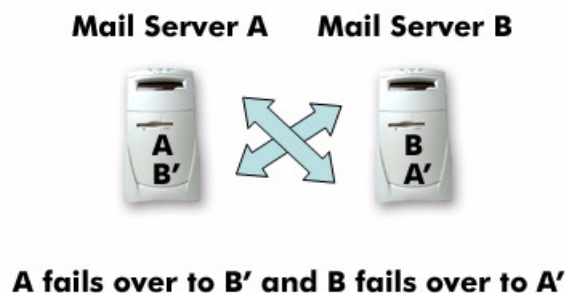 Mail Server A Mail Server B
A B
B′ A′
A fails over to B′ and B fails over to A′